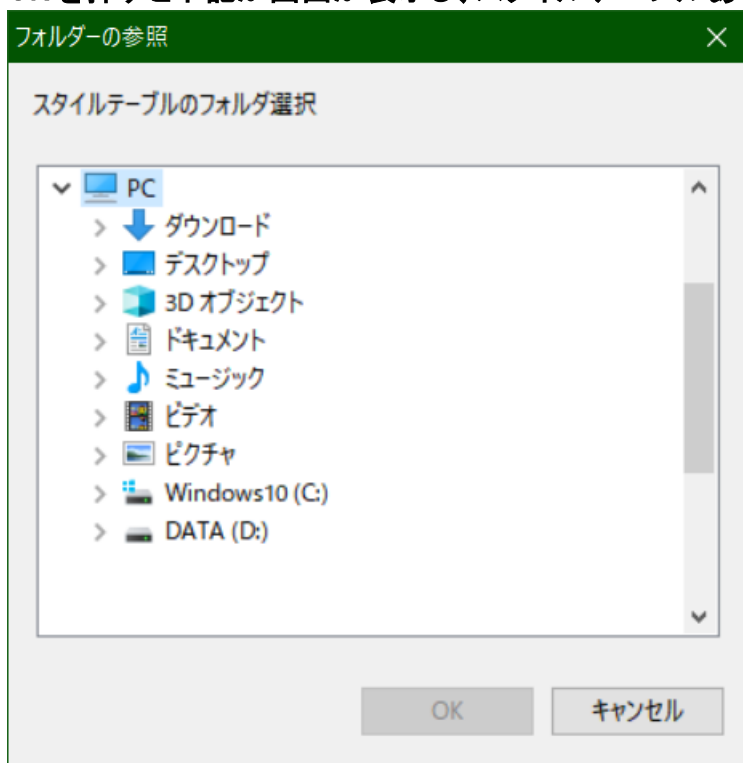 フォルダーの参照
スタイルテーブルのフォルダ選択
PC
ダウンロード
デスクトップ
3D オブジェクト
ドキュメント
ミュージック
ビデオ
ピクチャ
Windows10 (C:)
DATA (D:)
OK
キャンセル